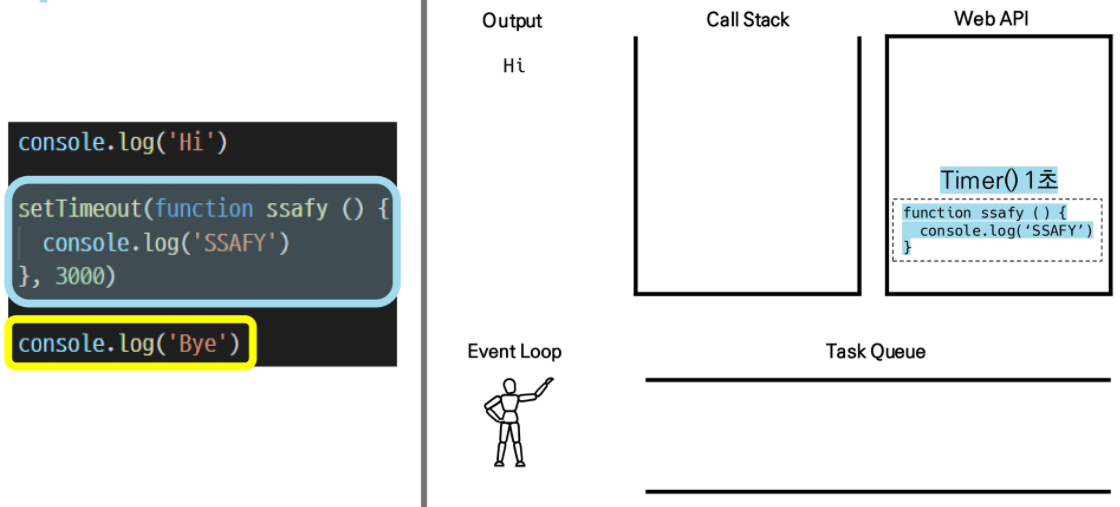 console.log('Hi')
setTimeout(function ssafy () {
console.log('SSAFY')
}, 3000)
console.log('Bye')
Output
Hi
Call Stack
Web API
Timer() 1초
function ssafy () {
console.log(‘SSAFY’)
}
Event Loop
Task Queue